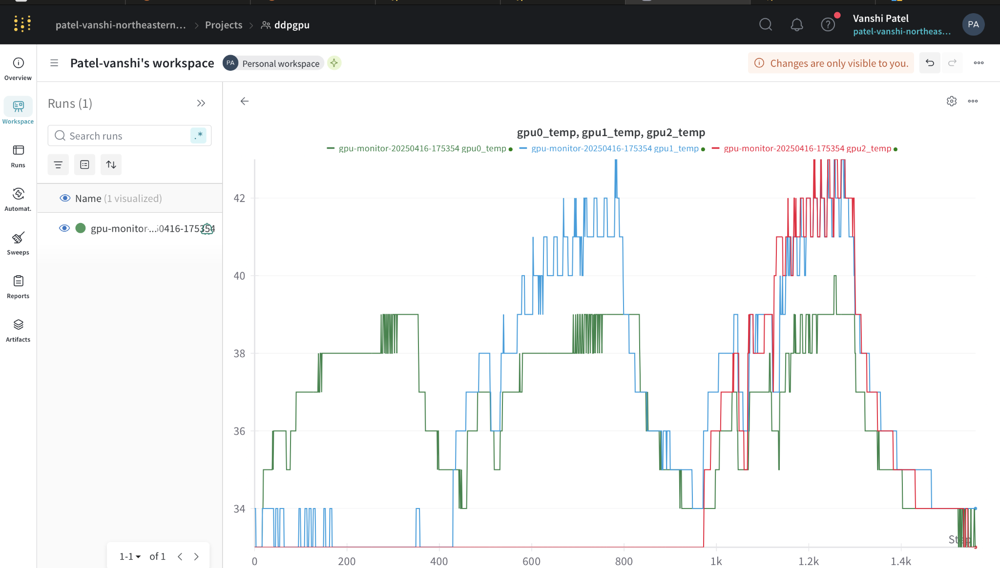 patel-vanshi-northeastern... > Projects > ddpgpu
Vanshi Patel
patel-vanshi-northeas...
PA
Overview
Workspace
Runs
Automat.
Sweeps
Reports
Artifacts
Patel-vanshi's workspace
PA Personal workspace
Changes are only visible to you.
Runs (1)
Search runs
.*
Name (1 visualized)
gpu-monitor-...0416-175354
1-1 of 1
gpu0_temp, gpu1_temp, gpu2_temp
gpu-monitor-20250416-175354 gpu0_temp gpu-monitor-20250416-175354 gpu1_temp gpu-monitor-20250416-175354 gpu2_temp
42
40
38
36
34
Step
0 200 400 600 800 1k 1.2k 1.4k